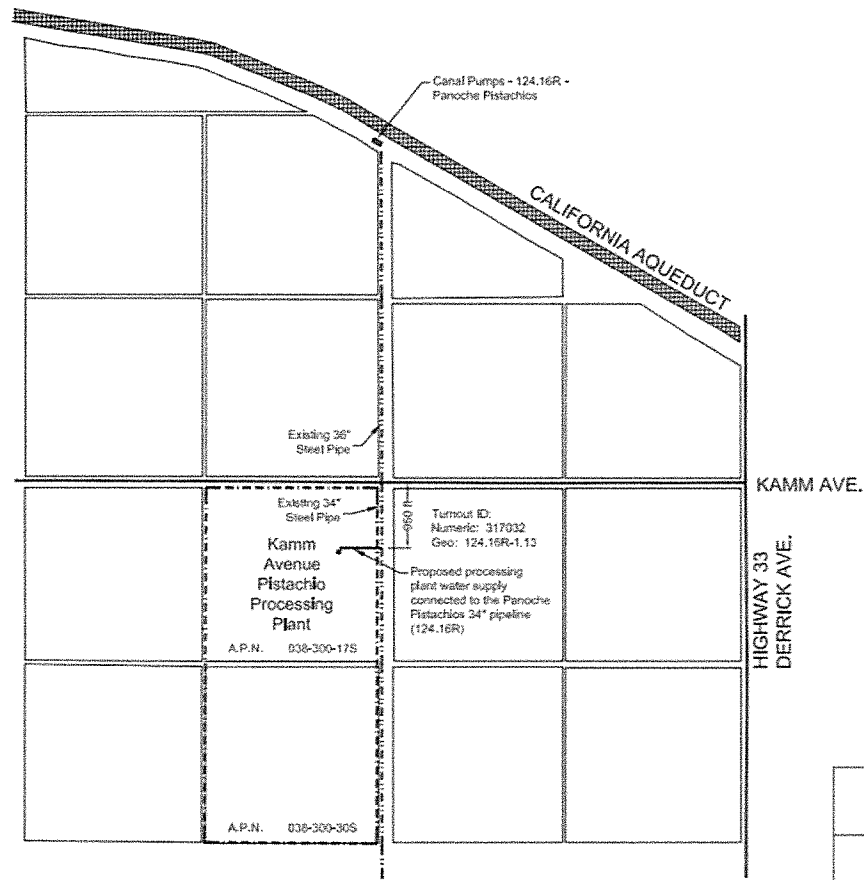 Canal Pumps - 124.16R -
Panoche Pistachios
CALIFORNIA AQUEDUCT
Existing 36"
Steel Pipe
KAMM AVE.
Existing 34"
Steel Pipe
960 ft
Turnout ID:
Numeric: 317032
Geo: 124.16R-1.13
Kamm
Avenue
Pistachio
Processing
Plant
Proposed processing
plant water supply
connected to the Panoche
Pistachios 34" pipeline
(124.16R)
A.P.N. 038-300-17S
HIGHWAY 33
DERRICK AVE.
A.P.N. 038-300-30S